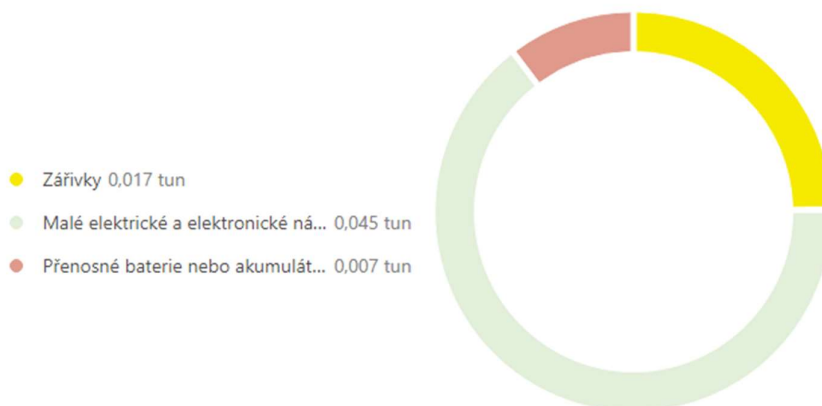 Zářivky 0,017 tun
Malé elektrické a elektronické ná... 0,045 tun
Přenosné baterie nebo akumulát... 0,007 tun